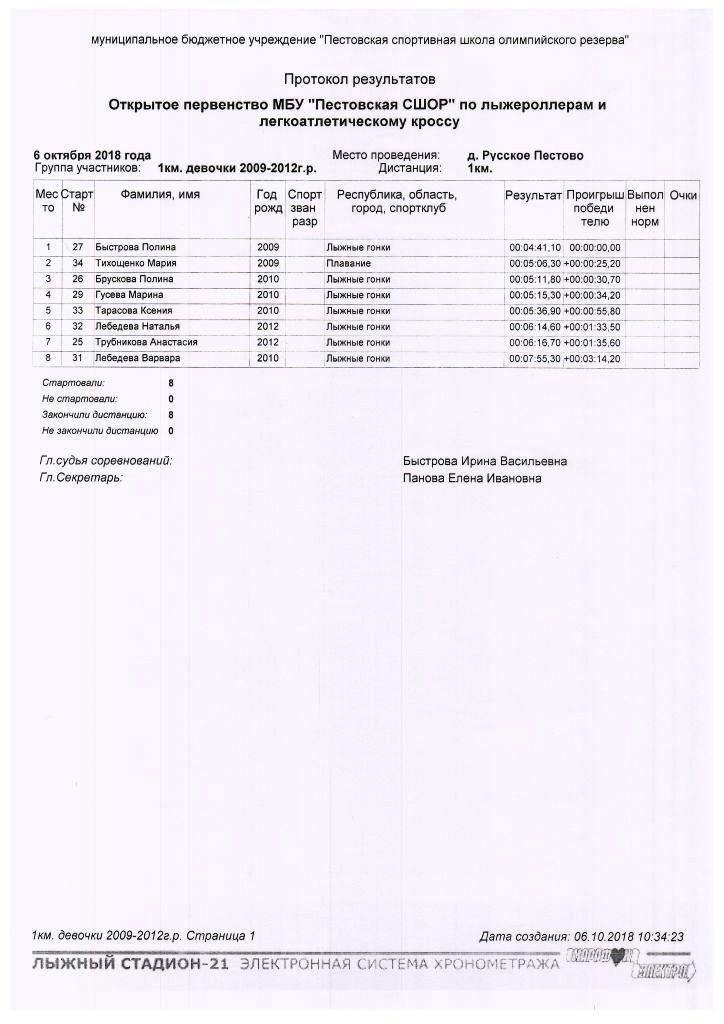 муниципальное бюджетное учреждение "Пестовская спортивная школа олимпийского резерва"
Протокол результатов
Открытое первенство МБУ "Пестовская СШОР" по лыжероллерам и
легкоатлетическому кроссу
6 октября 2018 года Место проведения: д. Русское Пестово
Группа участников: 1км. девочки 2009-2012г.р. Дистанция: 1км.
Мес Старт Фамилия, имя Год Спорт Республика, область, Результат Проигрыш Выпол Очки
то № рожд зван город, спортклуб победи нен
разр телю норм
1 27 Быстрова Полина 2009 Лыжные гонки 00:04:41,10 00:00:00,00
2 34 Тихощенко Мария 2009 Плавание 00:05:06,30 +00:00:25,20
3 26 Брускова Полина 2010 Лыжные гонки 00:05:11,80 +00:00:30,70
4 29 Гусева Марина 2010 Лыжные гонки 00:05:15,30 +00:00:34,20
5 33 Тарасова Ксения 2010 Лыжные гонки 00:05:36,90 +00:00:55,80
6 32 Лебедева Наталья 2012 Лыжные гонки 00:06:14,60 +00:01:33,50
7 25 Трубникова Анастасия 2012 Лыжные гонки 00:06:16,70 +00:01:35,60
8 31 Лебедева Варвара 2010 Лыжные гонки 00:07:55,30 +00:03:14,20
Стартовали: 8
Не стартовали: 0
Закончили дистанцию: 8
Не закончили дистанцию 0
Гл.судья соревнований: Быстрова Ирина Васильевна
Гл.Секретарь: Панова Елена Ивановна
1км. девочки 2009-2012г.р. Страница 1 Дата создания: 06.10.2018 10:34:23
ЛЫЖНЫЙ СТАДИОН-21 ЭЛЕКТРОННАЯ СИСТЕМА ХРОНОМЕТРАЖА